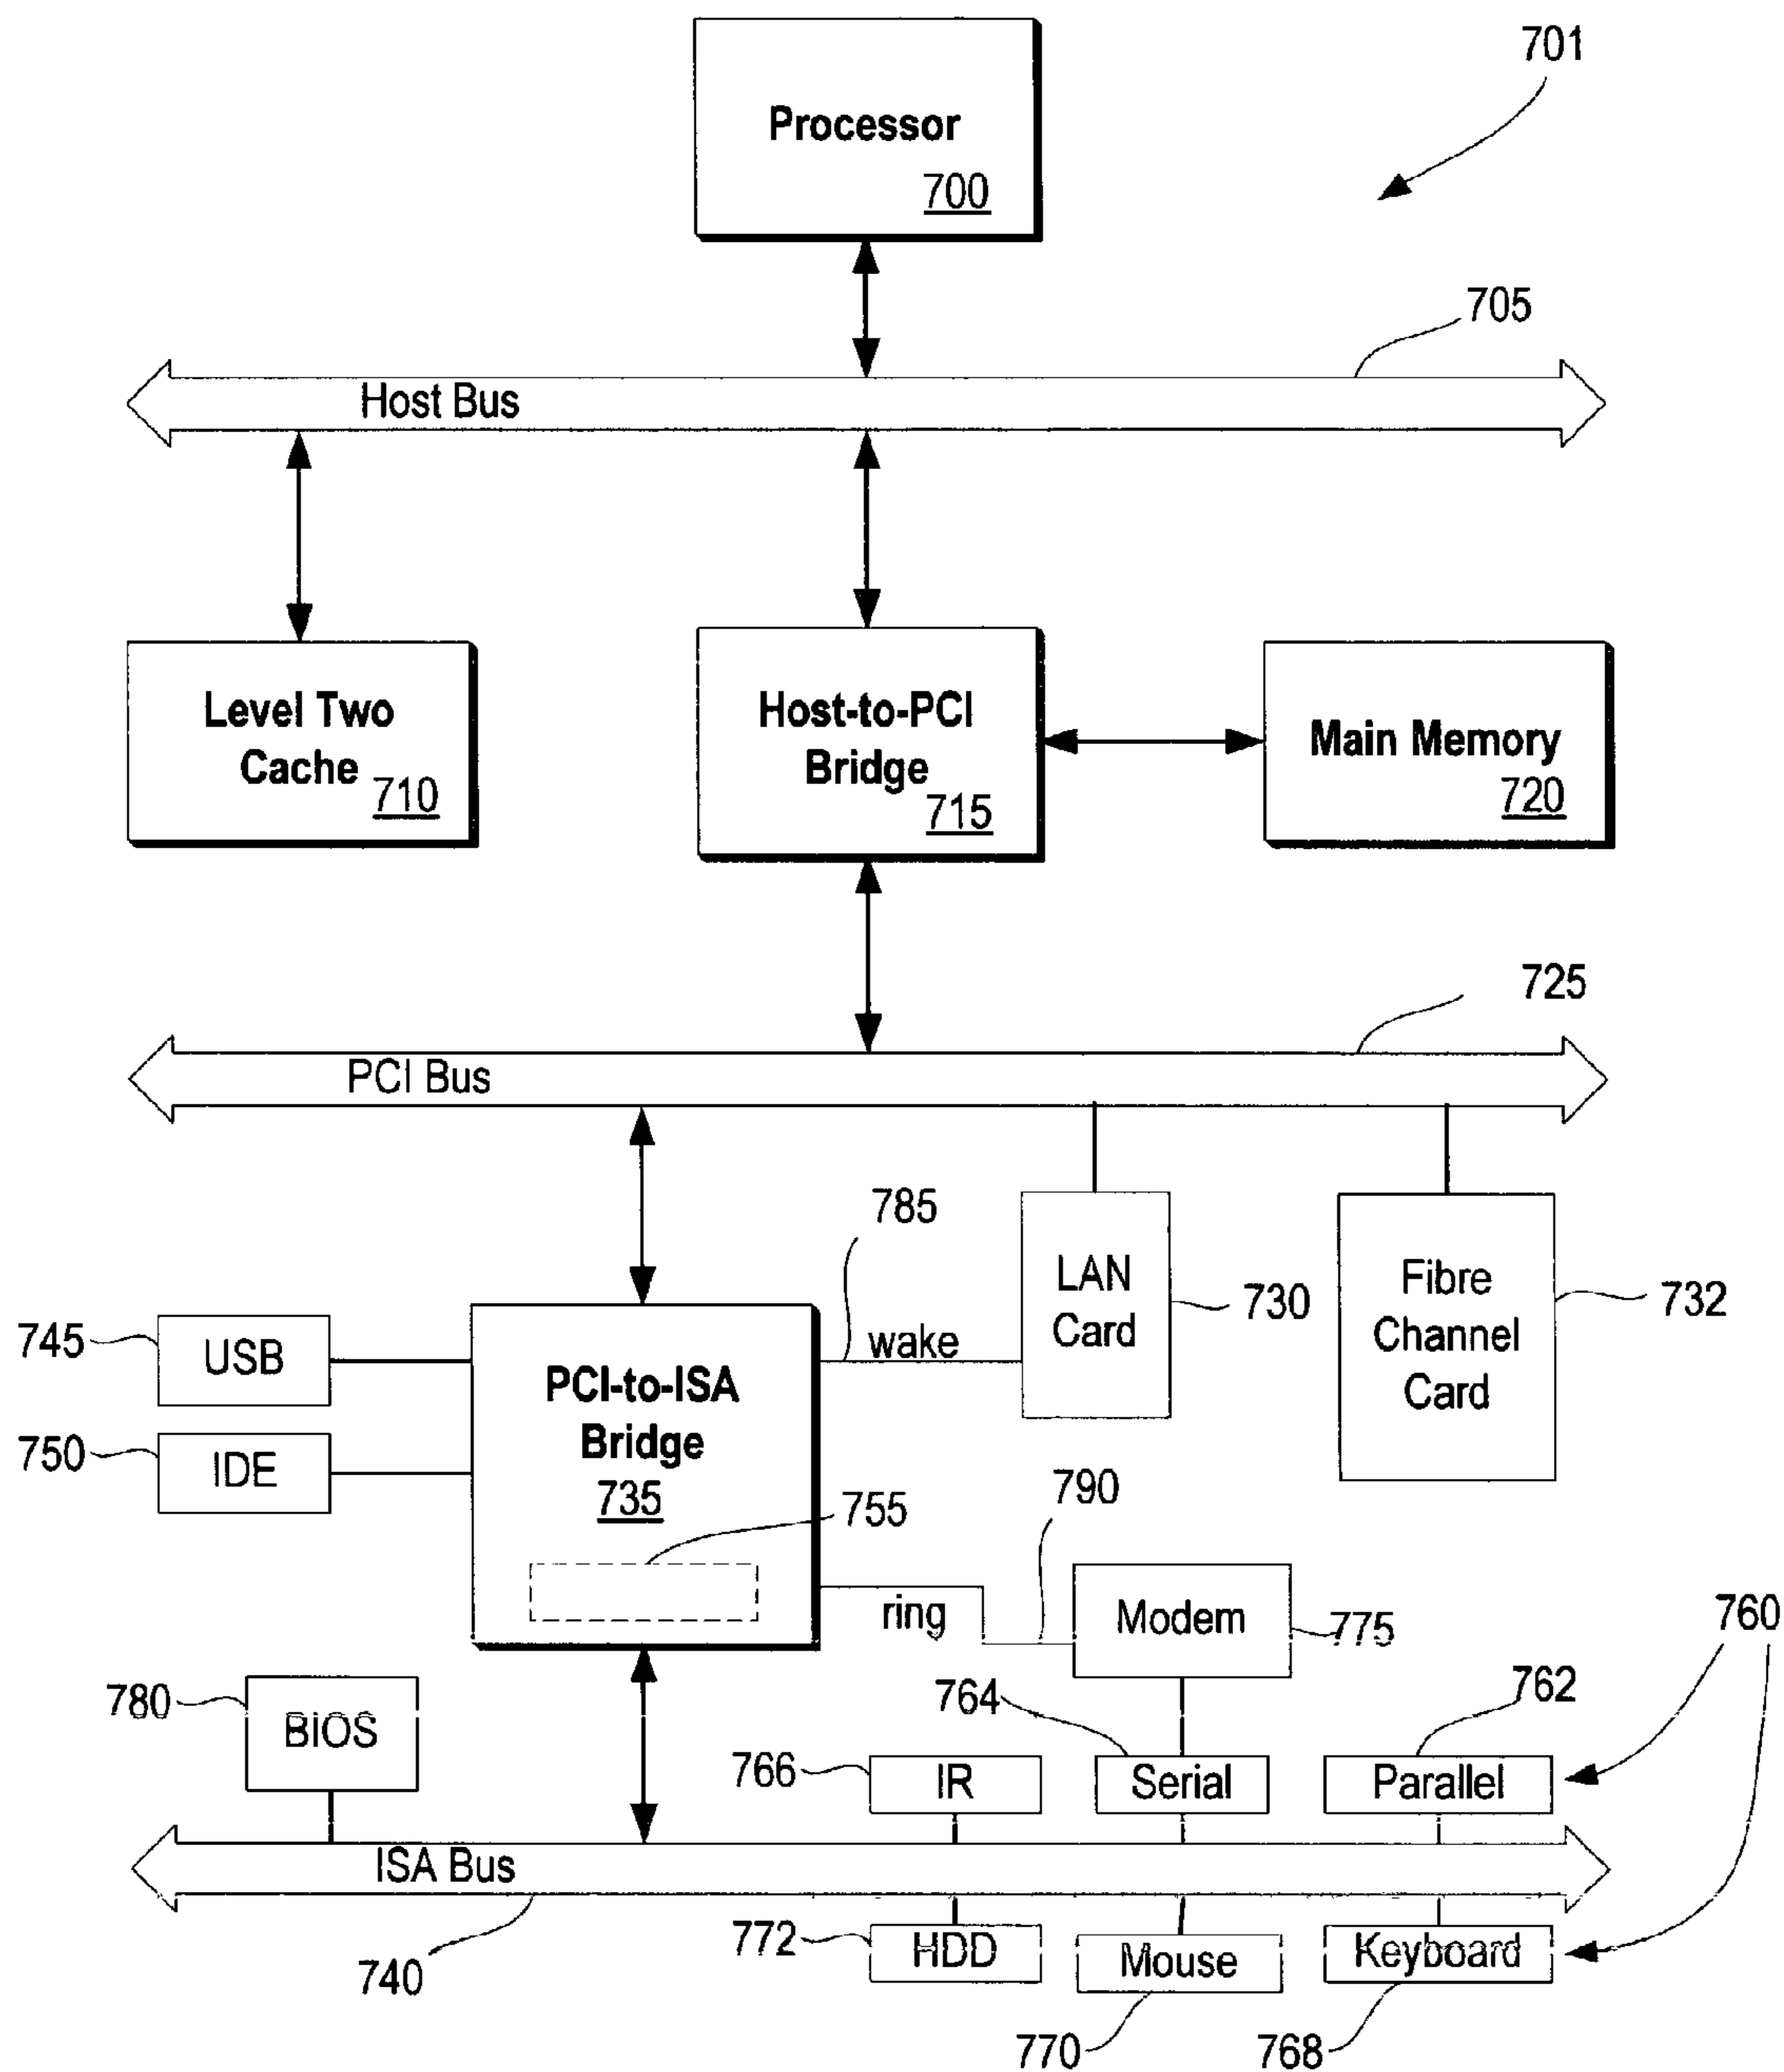 701
Processor
700
705
Host Bus
Level Two
Cache
710
Host-to-PCI
Bridge
715
Main Memory
720
725
PCI Bus
785
LAN
Card
730
Fibre
Channel
Card
732
745
USB
wake
PCI-to-ISA
Bridge
735
750
IDE
790
755
ring
Modem
775
760
780
BIOS
764
762
766
IR
Serial
Parallel
ISA Bus
772
HDD
Mouse
Keyboard
740
770
768